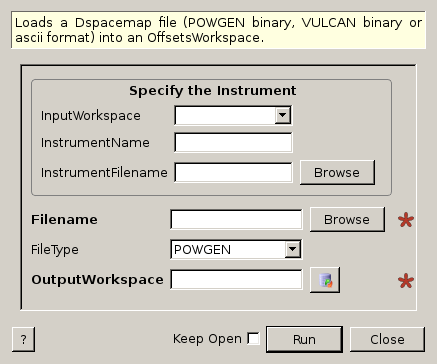 Loads a Dspacemap file (POWGEN binary, VULCAN binary or
ascii format) into an OffsetsWorkspace.
Specify the Instrument
InputWorkspace
InstrumentName
InstrumentFilename Browse
Filename Browse *
FileType POWGEN
OutputWorkspace *
? Keep Open Run Close